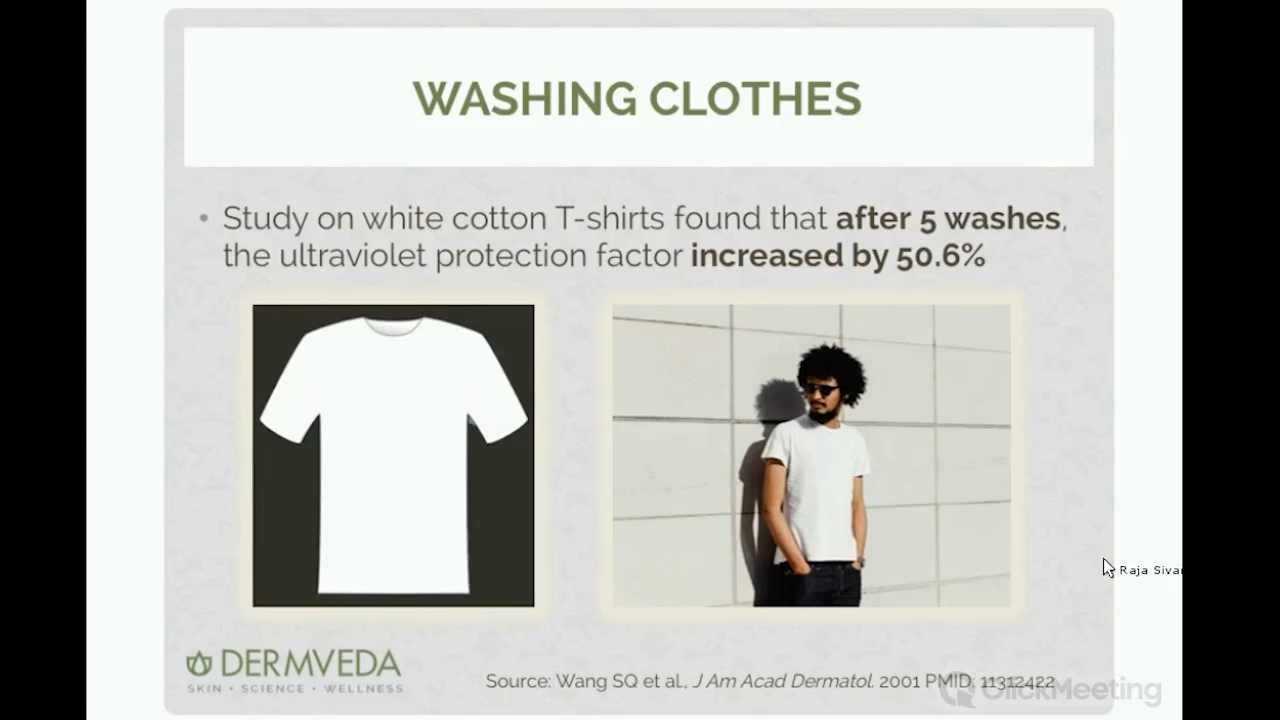 WASHING CLOTHES
• Study on white cotton T-shirts found that after 5 washes,
the ultraviolet protection factor increased by 50.6%
Raja Sivar
DERMVEDA
SKIN • SCIENCE • WELLNESS
Source: Wang SQ et al., J Am Acad Dermatol. 2001 PMID. 11312422
ClickMeeting